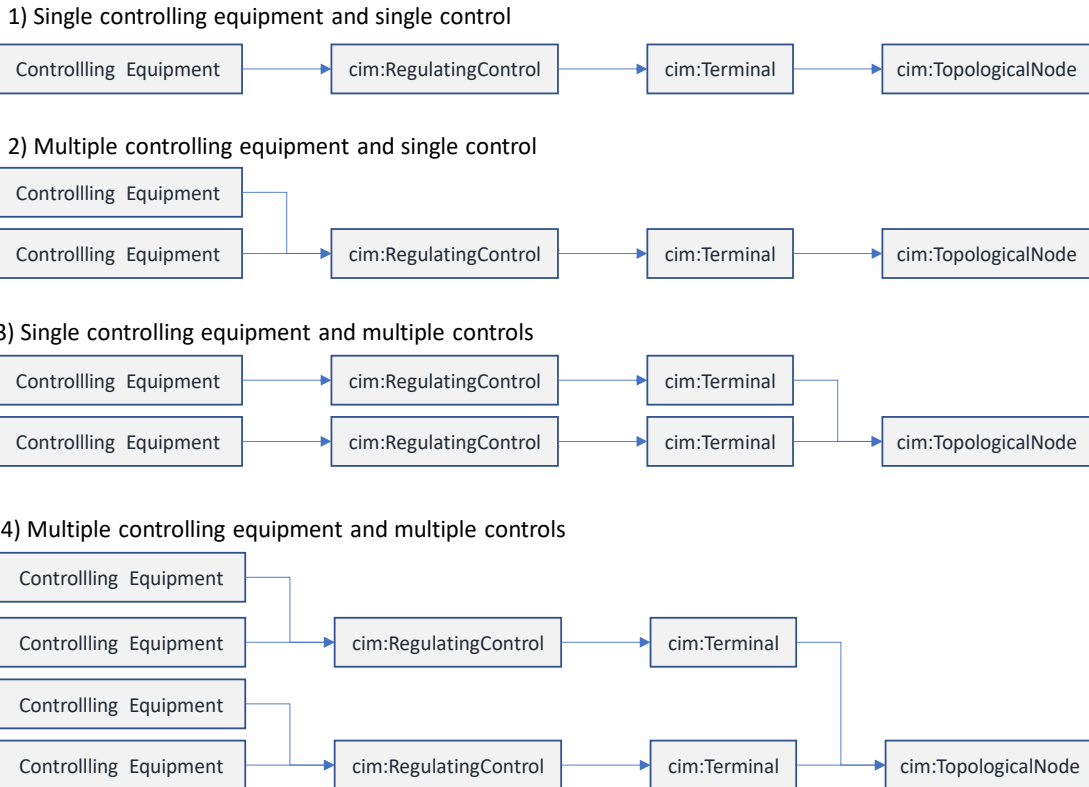 1) Single controlling equipment and single control
Controllling Equipment cim:RegulatingControl cim:Terminal cim:TopologicalNode
2) Multiple controlling equipment and single control
Controllling Equipment
Controllling Equipment cim:RegulatingControl cim:Terminal cim:TopologicalNode
3) Single controlling equipment and multiple controls
Controllling Equipment cim:RegulatingControl cim:Terminal
Controllling Equipment cim:RegulatingControl cim:Terminal cim:TopologicalNode
4) Multiple controlling equipment and multiple controls
Controllling Equipment
Controllling Equipment cim:RegulatingControl cim:Terminal
Controllling Equipment
Controllling Equipment cim:RegulatingControl cim:Terminal cim:TopologicalNode